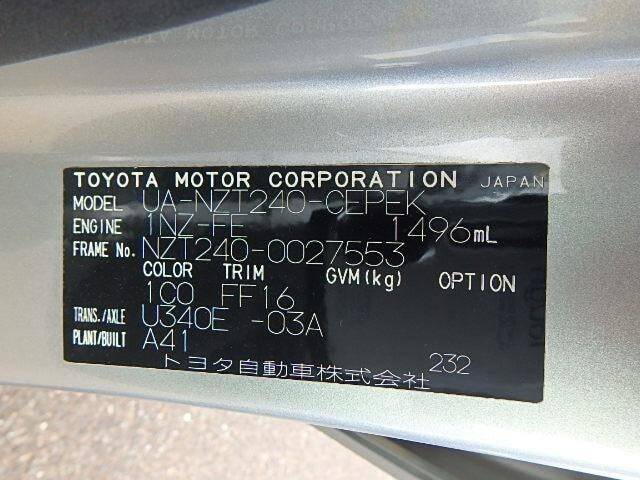 TOYOTA MOTOR CORPORATION JAPAN
MODEL UA-NZT240-CEPEK
ENGINE 1NZ-FE 1496mL
FRAME No. NZT240-0027553
COLOR TRIM GVM(kg) OPTION
1C0 FF16
TRANS./AXLE U340E -03A
PLANT/BUILT A41
トヨタ自動車株式会社 232